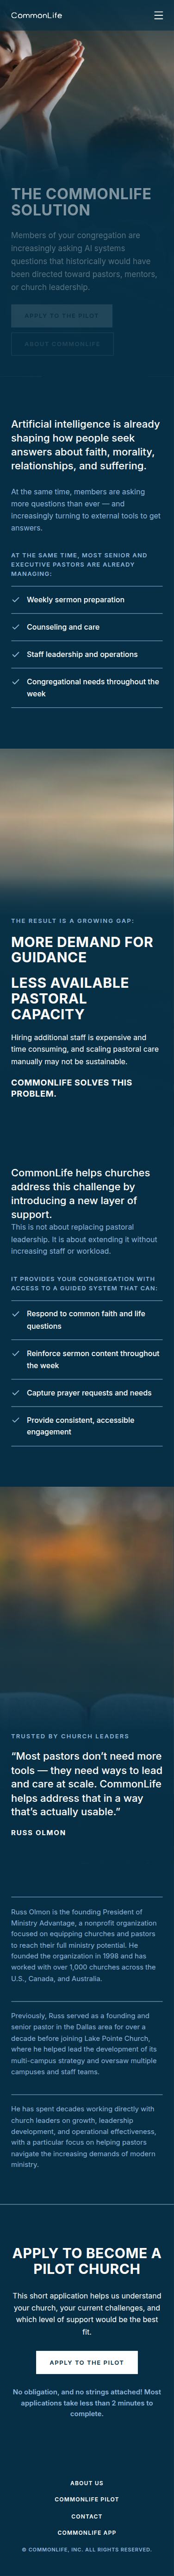 CommonLife
THE COMMONLIFE
SOLUTION
Members of your congregation are
increasingly asking AI systems
questions that historically would have
been directed toward pastors, mentors,
or church leadership.
APPLY TO THE PILOT
ABOUT COMMONLIFE
Artificial intelligence is already
shaping how people seek
answers about faith, morality,
relationships, and suffering.
At the same time, members are asking
more questions than ever — and
increasingly turning to external tools to get
answers.
AT THE SAME TIME, MOST SENIOR AND
EXECUTIVE PASTORS ARE ALREADY
MANAGING:
Weekly sermon preparation
Counseling and care
Staff leadership and operations
Congregational needs throughout the
week
THE RESULT IS A GROWING GAP:
MORE DEMAND FOR
GUIDANCE
LESS AVAILABLE
PASTORAL
CAPACITY
Hiring additional staff is expensive and
time consuming, and scaling pastoral care
manually may not be sustainable.
COMMONLIFE SOLVES THIS
PROBLEM.
CommonLife helps churches
address this challenge by
introducing a new layer of
support.
This is not about replacing pastoral
leadership. It is about extending it without
increasing staff or workload.
IT PROVIDES YOUR CONGREGATION WITH
ACCESS TO A GUIDED SYSTEM THAT CAN:
Respond to common faith and life
questions
Reinforce sermon content throughout
the week
Capture prayer requests and needs
Provide consistent, accessible
engagement
TRUSTED BY CHURCH LEADERS
“Most pastors don’t need more
tools — they need ways to lead
and care at scale. CommonLife
helps address that in a way
that’s actually usable.”
RUSS OLMON
Russ Olmon is the founding President of
Ministry Advantage, a nonprofit organization
focused on equipping churches and pastors
to reach their full ministry potential. He
founded the organization in 1998 and has
worked with over 1,000 churches across the
U.S., Canada, and Australia.
Previously, Russ served as a founding and
senior pastor in the Dallas area for over a
decade before joining Lake Pointe Church,
where he helped lead the development of its
multi-campus strategy and oversaw multiple
campuses and staff teams.
He has spent decades working directly with
church leaders on growth, leadership
development, and operational effectiveness,
with a particular focus on helping pastors
navigate the increasing demands of modern
ministry.
APPLY TO BECOME A
PILOT CHURCH
This short application helps us understand
your church, your current challenges, and
which level of support would be the best
fit.
APPLY TO THE PILOT
No obligation, and no strings attached! Most
applications take less than 2 minutes to
complete.
ABOUT US
COMMONLIFE PILOT
CONTACT
COMMONLIFE APP
© COMMONLIFE, INC. ALL RIGHTS RESERVED.